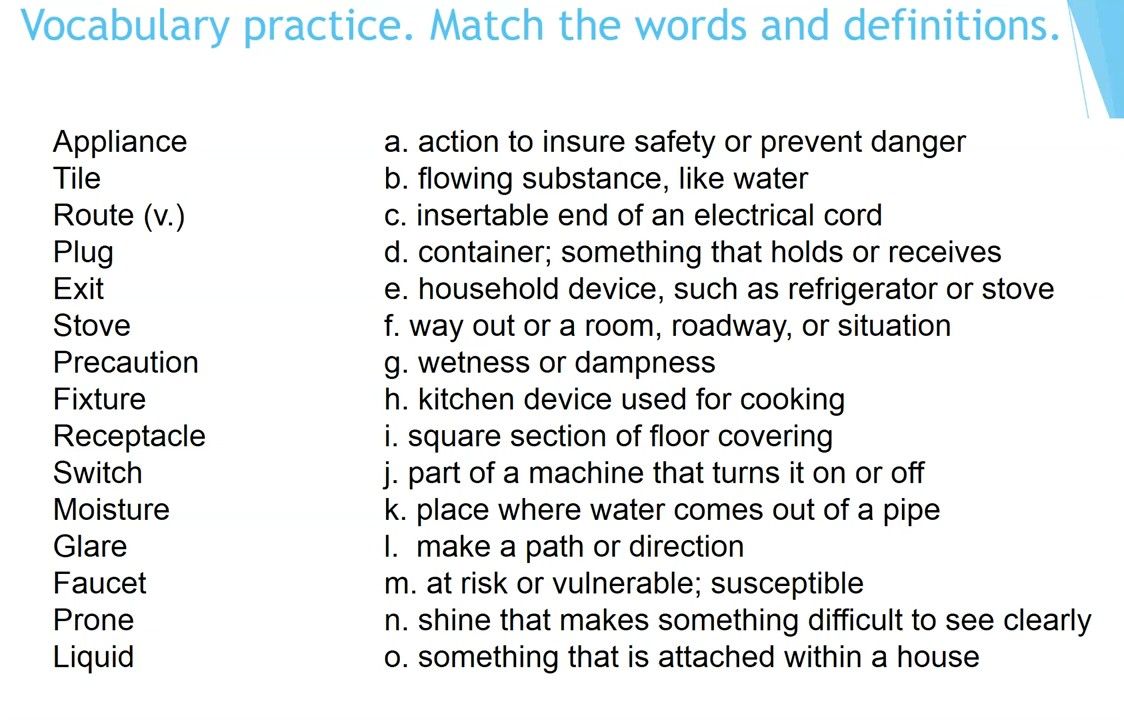 Vocabulary practice. Match the words and definitions.
Appliance a. action to insure safety or prevent danger
Tile b. flowing substance, like water
Route (v.) c. insertable end of an electrical cord
Plug d. container; something that holds or receives
Exit e. household device, such as refrigerator or stove
Stove f. way out or a room, roadway, or situation
Precaution g. wetness or dampness
Fixture h. kitchen device used for cooking
Receptacle i. square section of floor covering
Switch j. part of a machine that turns it on or off
Moisture k. place where water comes out of a pipe
Glare l. make a path or direction
Faucet m. at risk or vulnerable; susceptible
Prone n. shine that makes something difficult to see clearly
Liquid o. something that is attached within a house